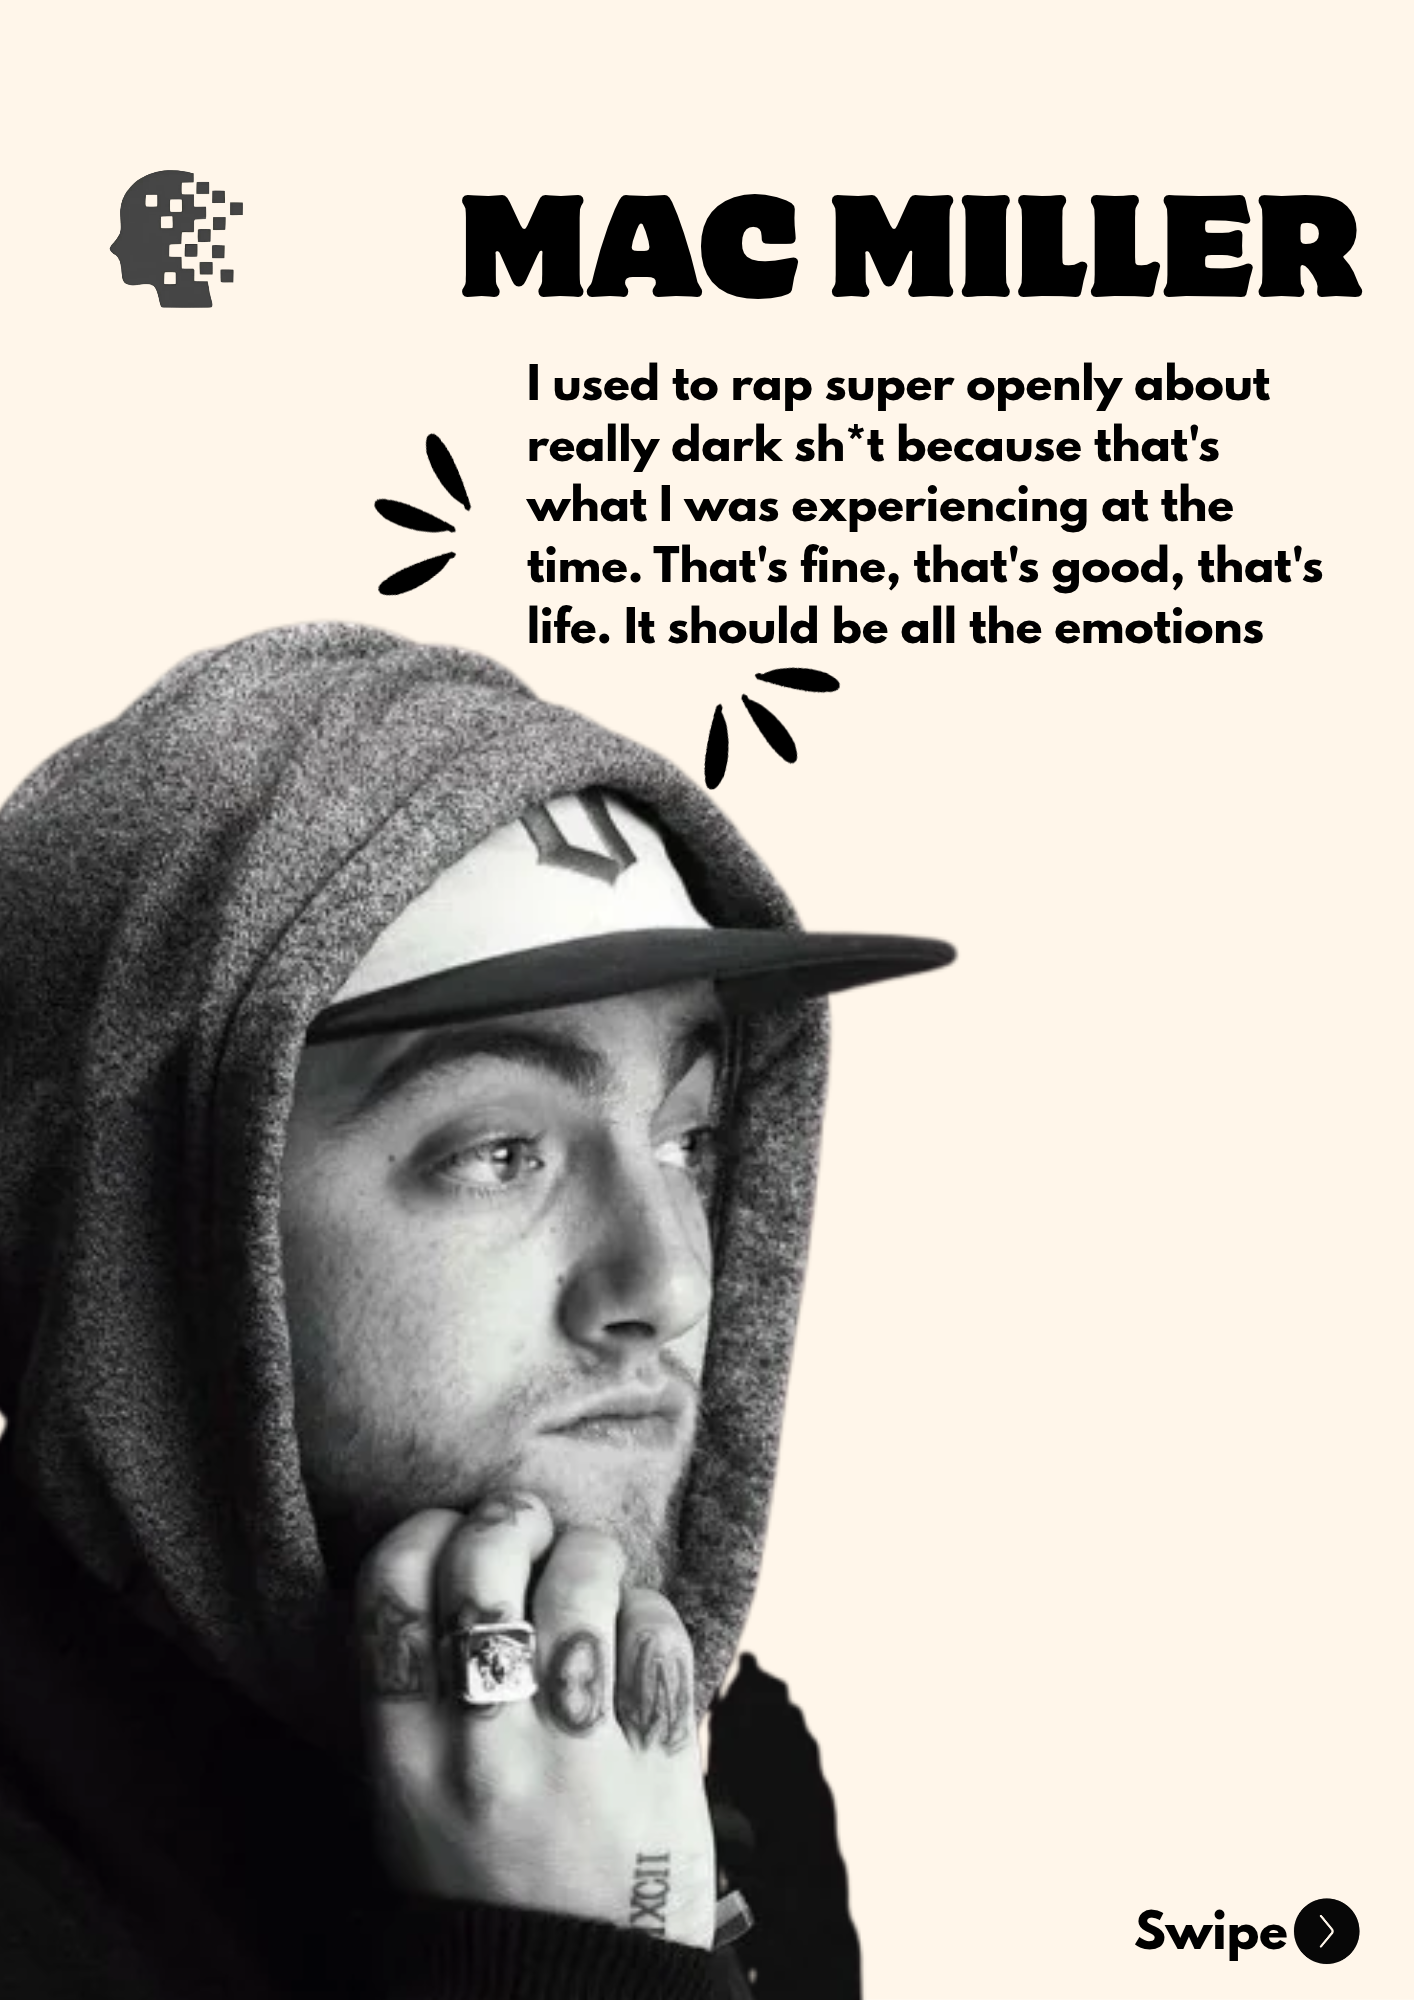 MAC MILLER
I used to rap super openly about
really dark sh*t because that's
what I was experiencing at the
time. That's fine, that's good, that's
life. It should be all the emotions
XCII
Swipe